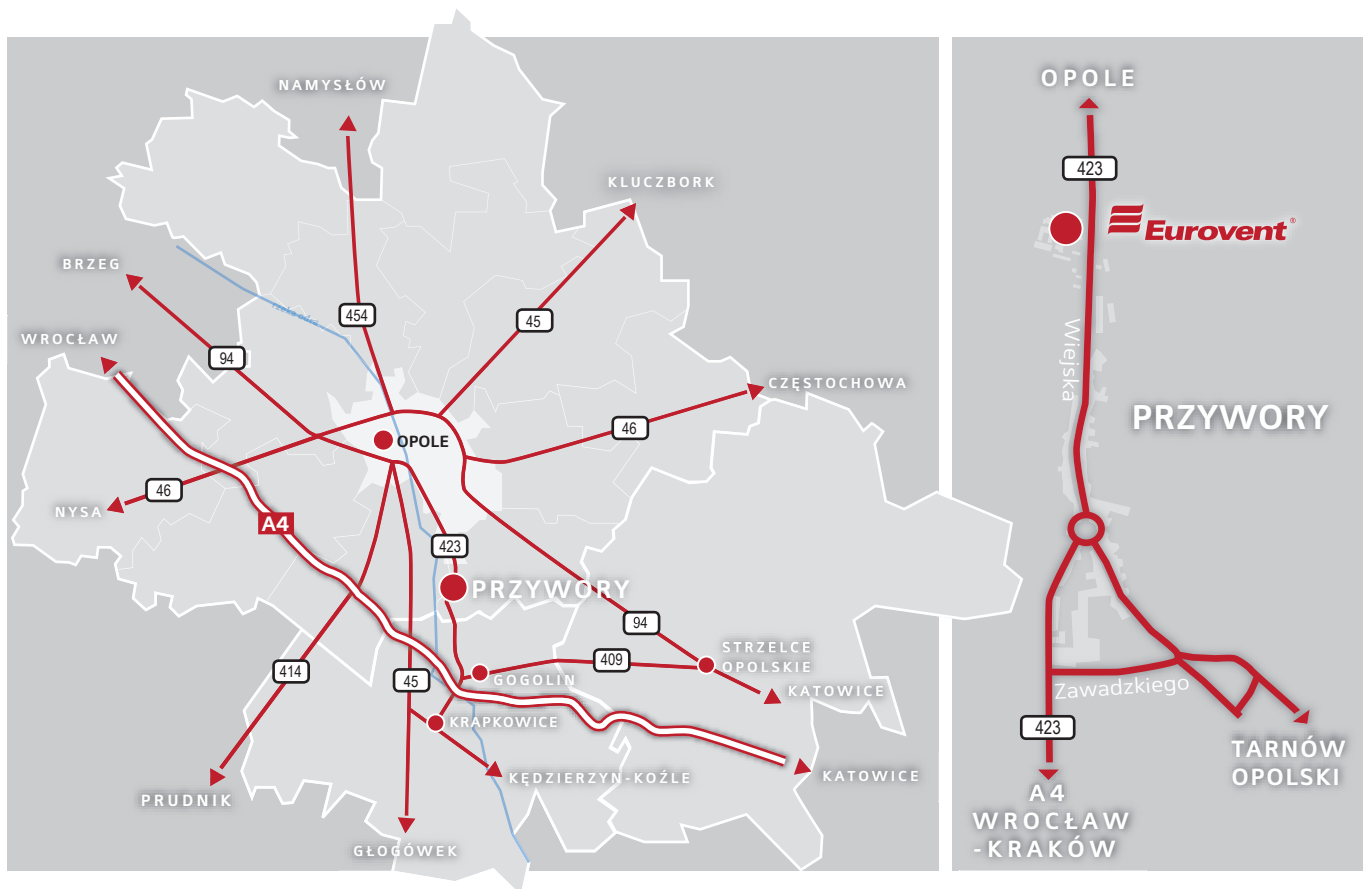 NAMYSŁÓW
KLUCZBORK
BRZEG
rzeka odra
454
45
WROCŁAW
94
CZĘSTOCHOWA
46
OPOLE
46
NYSA
A4
423
PRZYWORY
94
STRZELCE
OPOLSKIE
409
414
45
GOGOLIN
KATOWICE
KRAPKOWICE
KĘDZIERZYN-KOŹLE
KATOWICE
PRUDNIK
GŁOGÓWEK
OPOLE
423
Eurovent®
Wiejska
PRZYWORY
Zawadzkiego
423
TARNÓW
OPOLSKI
A4
WROCŁAW
-KRAKÓW